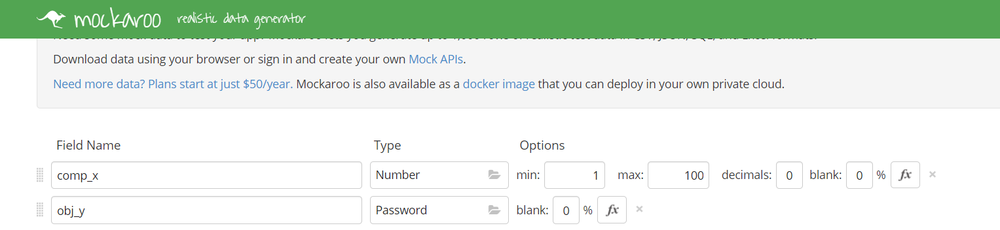 mockaroo realistic data generator
Download data using your browser or sign in and create your own Mock APIs.
Need more data? Plans start at just $50/year. Mockaroo is also available as a docker image that you can deploy in your own private cloud.
Field Name Type Options
comp_x Number min: 1 max: 100 decimals: 0 blank: 0 % fx ×
obj_y Password blank: 0 % fx ×